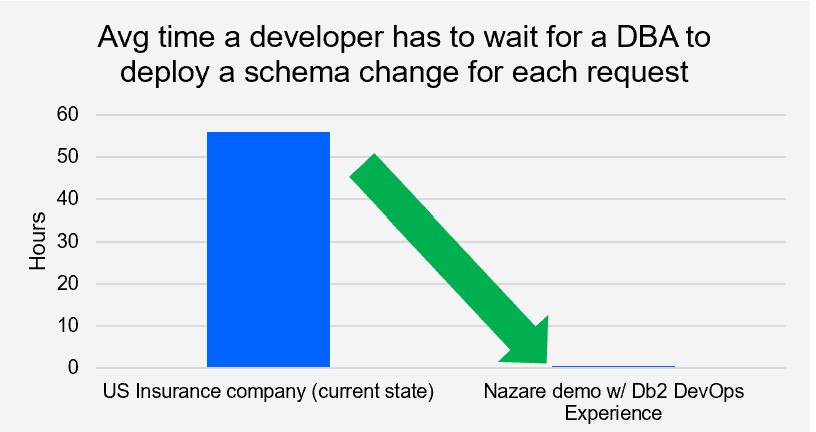 Avg time a developer has to wait for a DBA to
deploy a schema change for each request
60
50
40
30
20
10
0
Hours
US Insurance company (current state)
Nazare demo w/ Db2 DevOps
Experience